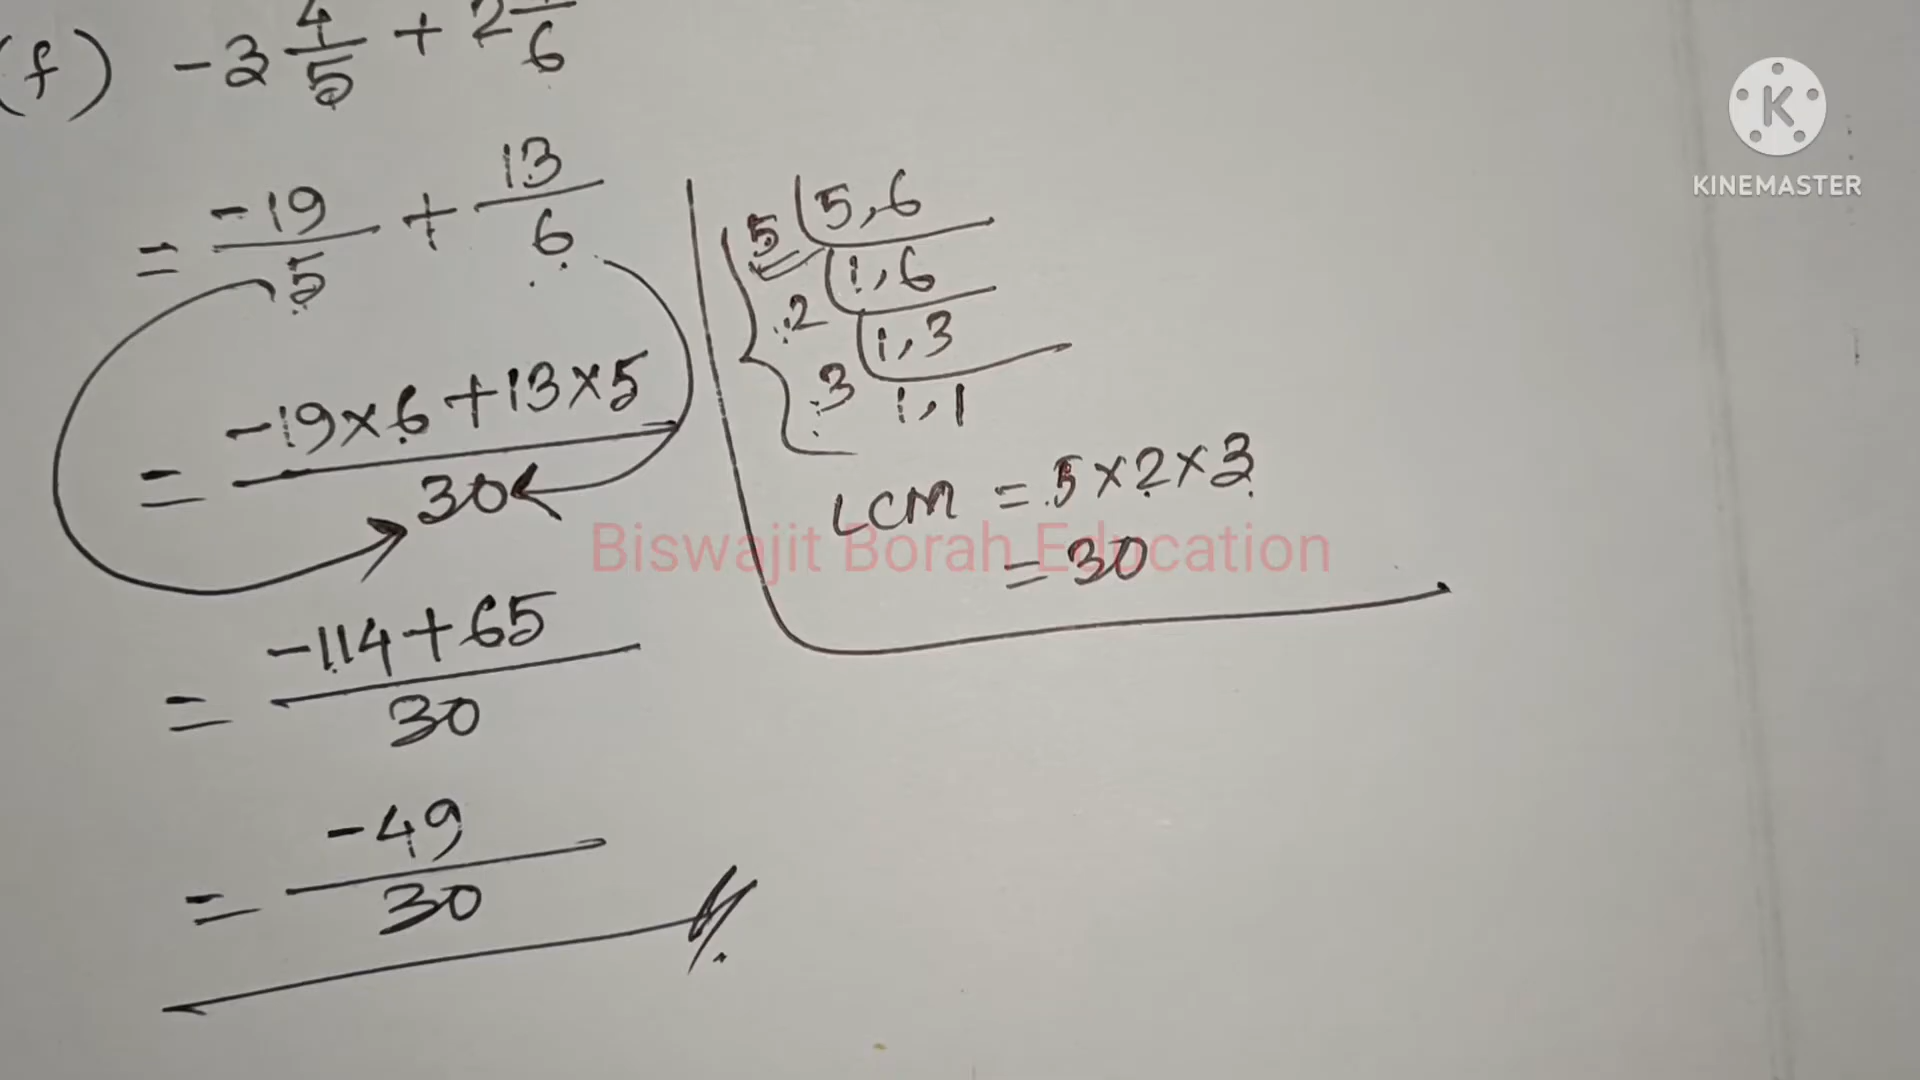 (f) -3 4/5 + 2 1/6
= -19/5 + 13/6
= -19×6+13×5/30
= -114+65/30
= -49/30
5 5,6
2 1,6
3 1,3
1,1
LCM = 5×2×3
= 30
Biswajit Borah Education
K
KINEMASTER